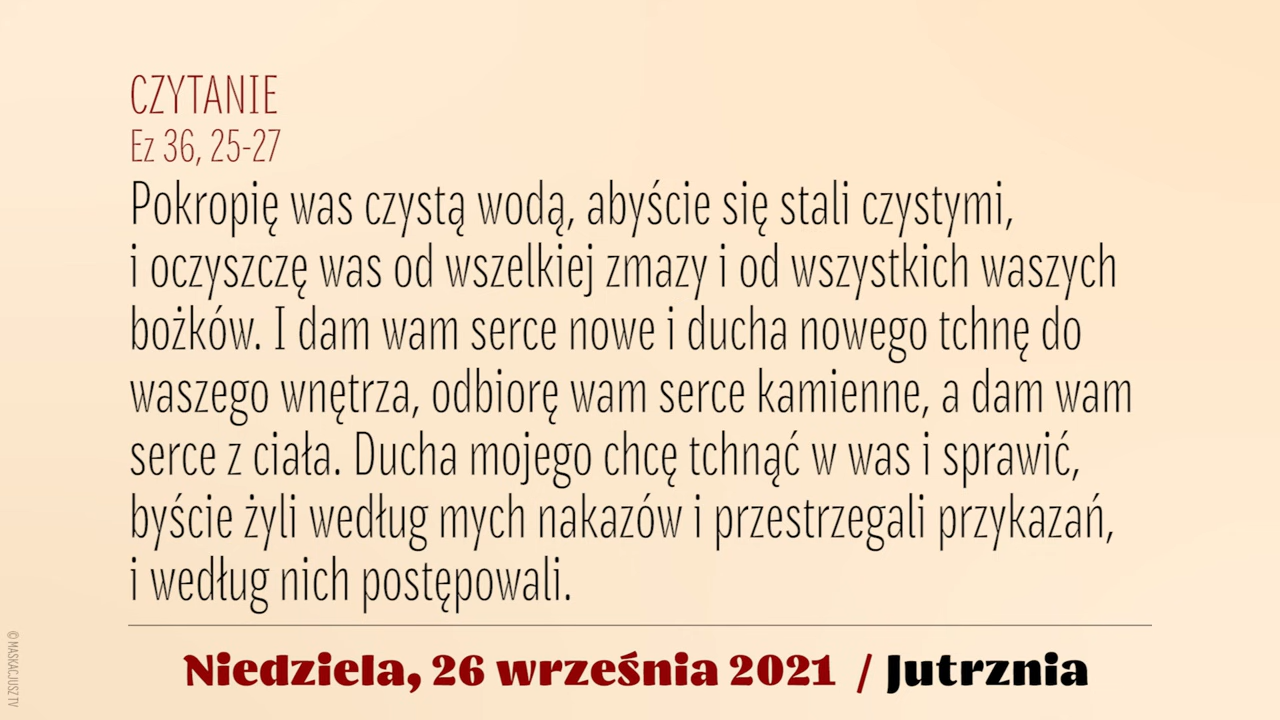 CZYTANIE
Ez 36, 25-27
Pokropię was czystą wodą, abyście się stali czystymi,
i oczyszczę was od wszelkiej zmazy i od wszystkich waszych
bożków. I dam wam serce nowe i ducha nowego tchnę do
waszego wnętrza, odbiorę wam serce kamienne, a dam wam
serce z ciała. Ducha mojego chcę tchnąć w was i sprawić,
byście żyli według mych nakazów i przestrzegali przykazań,
i według nich postępowali.
Niedziela, 26 września 2021 / Jutrznia
© MASKACJUSZ TV